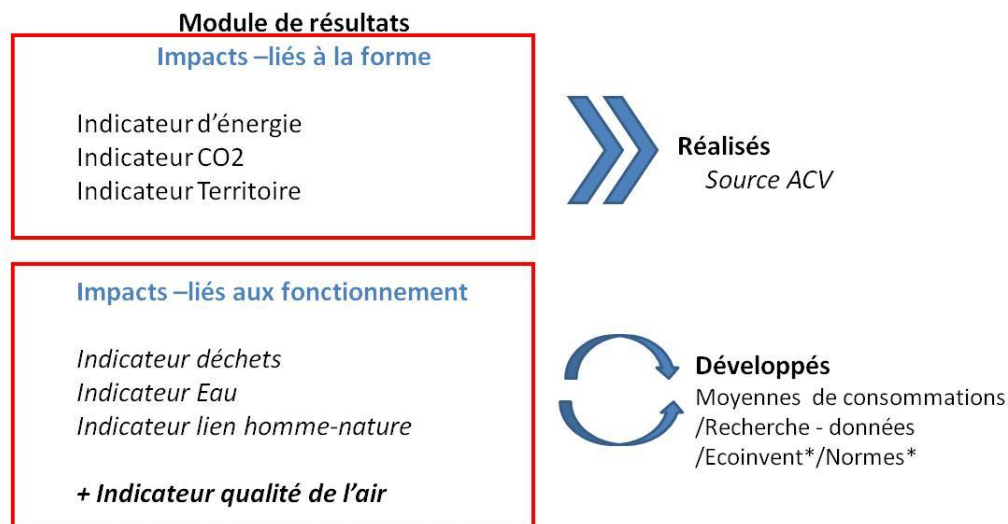 Module de résultats
Impacts –liés à la forme
Indicateur d’énergie
Indicateur CO2
Indicateur Territoire
Réalisés
Source ACV
Impacts –liés aux fonctionnement
Indicateur déchets
Indicateur Eau
Indicateur lien homme-nature
+ Indicateur qualité de l’air
Développés
Moyennes de consommations
/Recherche - données
/Ecoinvent*/Normes*